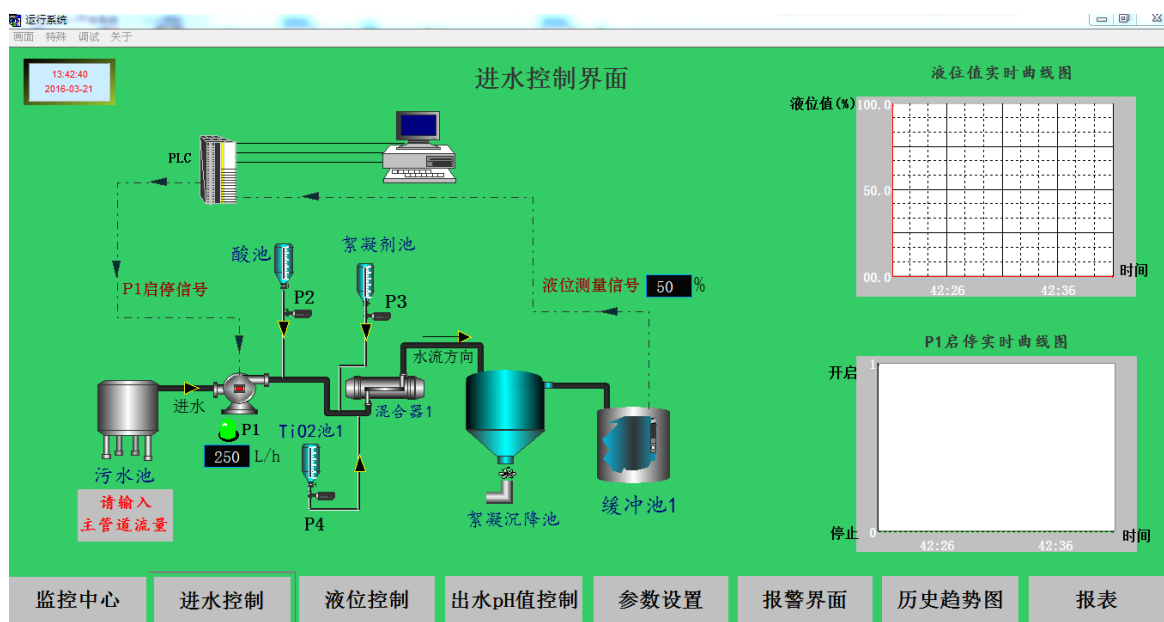 运行系统
画面 特殊 调试 关于
13:42:40
2016-03-21
进水控制界面
液位值实时曲线图
液位值(%)
100.0
50.0
00.0
42:26 42:36
时间
PLC
P1启停信号
酸池
P2
絮凝剂池
P3
液位测量信号 50 %
水流方向
进水
P1
250 L/h
污水池
请输入
主管道流量
TiO2池1
P4
混合器1
絮凝沉降池
缓冲池1
P1启停实时曲线图
开启 1
停止 0
42:26 42:36
时间
监控中心 进水控制 液位控制 出水pH值控制 参数设置 报警界面 历史趋势图 报表